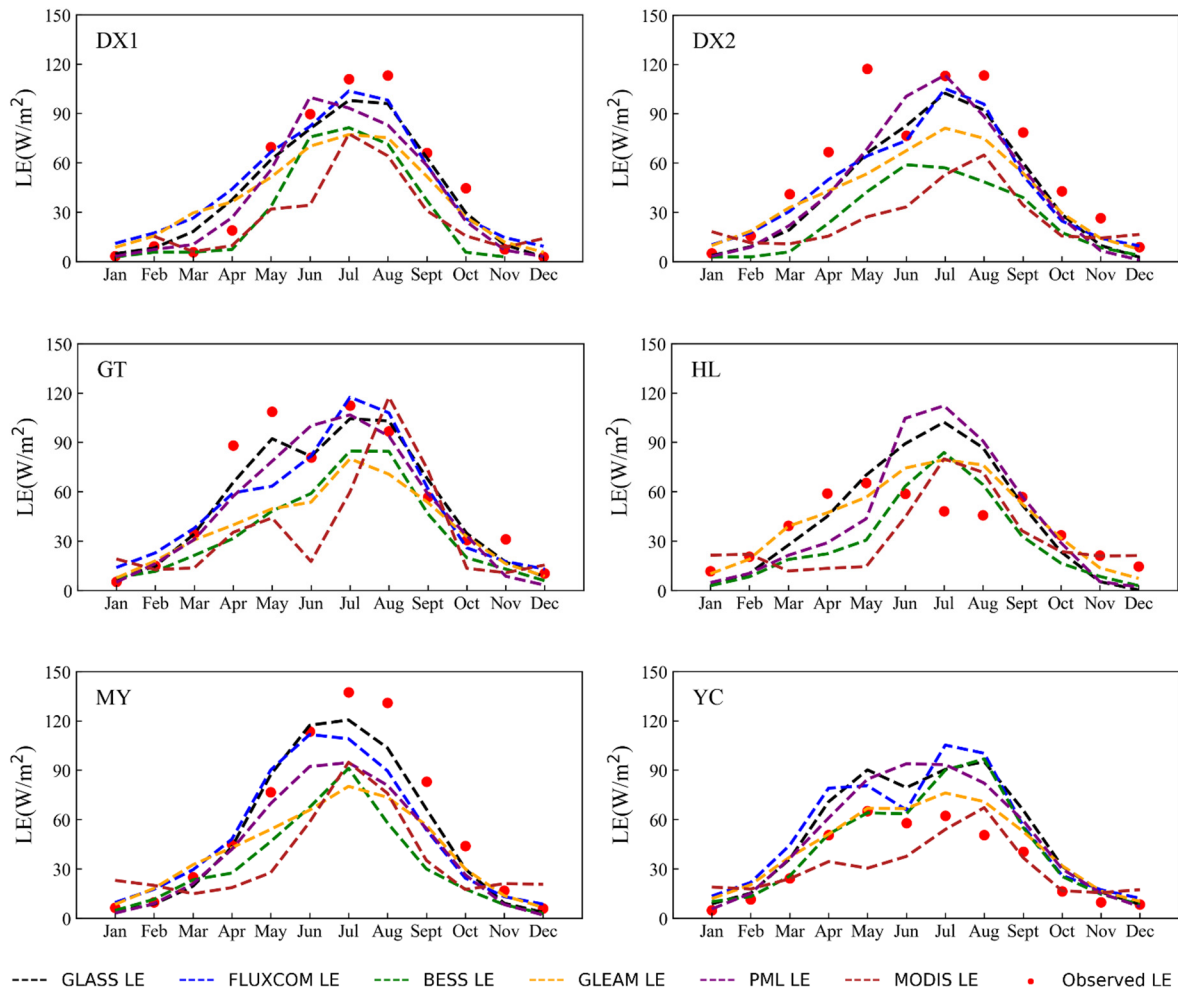 DX1
LE(W/m²)
150
120
90
60
30
0
Jan Feb Mar Apr May Jun Jul Aug Sept Oct Nov Dec
DX2
LE(W/m²)
150
120
90
60
30
0
Jan Feb Mar Apr May Jun Jul Aug Sept Oct Nov Dec
GT
LE(W/m²)
150
120
90
60
30
0
Jan Feb Mar Apr May Jun Jul Aug Sept Oct Nov Dec
HL
LE(W/m²)
150
120
90
60
30
0
Jan Feb Mar Apr May Jun Jul Aug Sept Oct Nov Dec
MY
LE(W/m²)
150
120
90
60
30
0
Jan Feb Mar Apr May Jun Jul Aug Sept Oct Nov Dec
YC
LE(W/m²)
150
120
90
60
30
0
Jan Feb Mar Apr May Jun Jul Aug Sept Oct Nov Dec
GLASS LE FLUXCOM LE BESS LE GLEAM LE PML LE MODIS LE Observed LE